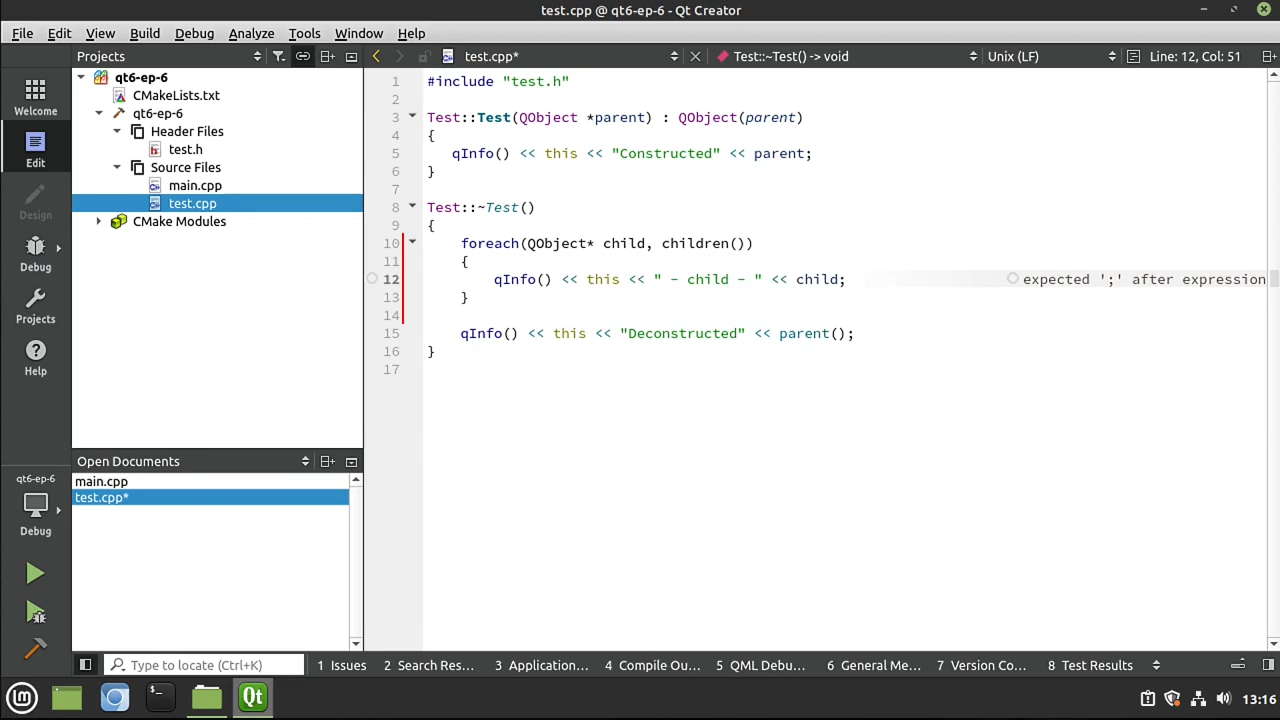 test.cpp @ qt6-ep-6 - Qt Creator
File Edit View Build Debug Analyze Tools Window Help
Projects test.cpp* Test::~Test() -> void Unix (LF) Line: 12, Col: 51
Welcome
Edit
Design
Debug
Projects
Help
qt6-ep-6
Debug
qt6-ep-6
CMakeLists.txt
qt6-ep-6
Header Files
test.h
Source Files
main.cpp
test.cpp
CMake Modules
Open Documents
main.cpp
test.cpp*
1 #include "test.h"
2
3 Test::Test(QObject *parent) : QObject(parent)
4 {
5 qInfo() << this << "Constructed" << parent;
6 }
7
8 Test::~Test()
9 {
10 foreach(QObject* child, children())
11 {
12 qInfo() << this << " - child - " << child; expected ';' after expression
13 }
14
15 qInfo() << this << "Deconstructed" << parent();
16 }
17
Type to locate (Ctrl+K) 1 Issues 2 Search Res... 3 Application... 4 Compile Ou... 5 QML Debu... 6 General Me... 7 Version Co... 8 Test Results
Qt 13:16